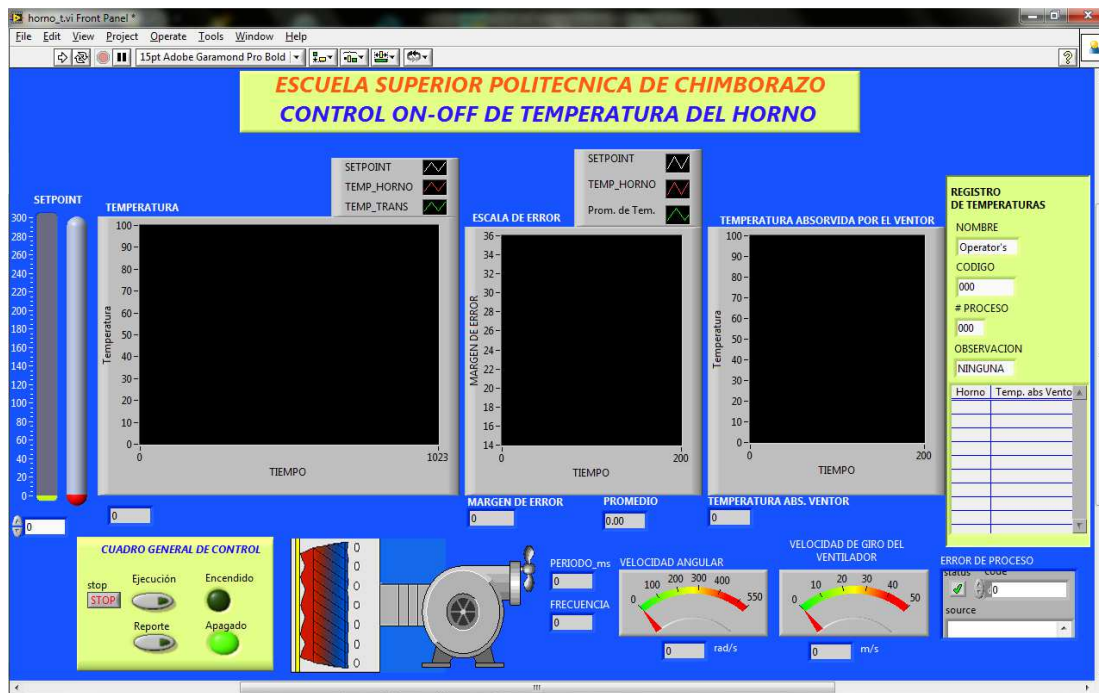 horno_t.vi Front Panel *
File Edit View Project Operate Tools Window Help
15pt Adobe Garamond Pro Bold
ESCUELA SUPERIOR POLITECNICA DE CHIMBORAZO
CONTROL ON-OFF DE TEMPERATURA DEL HORNO
SETPOINT
300
280
260
240
220
200
180
160
140
120
100
80
60
40
20
0
0
TEMPERATURA
SETPOINT
TEMP_HORNO
TEMP_TRANS
Temperatura
100
90
80
70
60
50
40
30
20
10
0
0 1023
TIEMPO
0
ESCALA DE ERROR
SETPOINT
TEMP_HORNO
Prom. de Tem.
MARGEN DE ERROR
36
34
32
30
28
26
24
22
20
18
16
14
0 200
TIEMPO
MARGEN DE ERROR
0
PROMEDIO
0.00
TEMPERATURA ABSORVIDA POR EL VENTOR
Temperatura
100
90
80
70
60
50
40
30
20
10
0
0 200
TIEMPO
TEMPERATURA ABS. VENTOR
0
REGISTRO
DE TEMPERATURAS
NOMBRE
Operator's
CODIGO
000
# PROCESO
000
OBSERVACION
NINGUNA
Horno Temp. abs Vento
CUADRO GENERAL DE CONTROL
stop
STOP
Ejecución
Encendido
Reporte
Apagado
0
0
0
0
0
0
0
PERIODO_ms
0
FRECUENCIA
0
VELOCIDAD ANGULAR
0 100 200 300 400 550
0 rad/s
VELOCIDAD DE GIRO DEL
VENTILADOR
0 10 20 30 40 50
0 m/s
ERROR DE PROCESO
status code
0
source